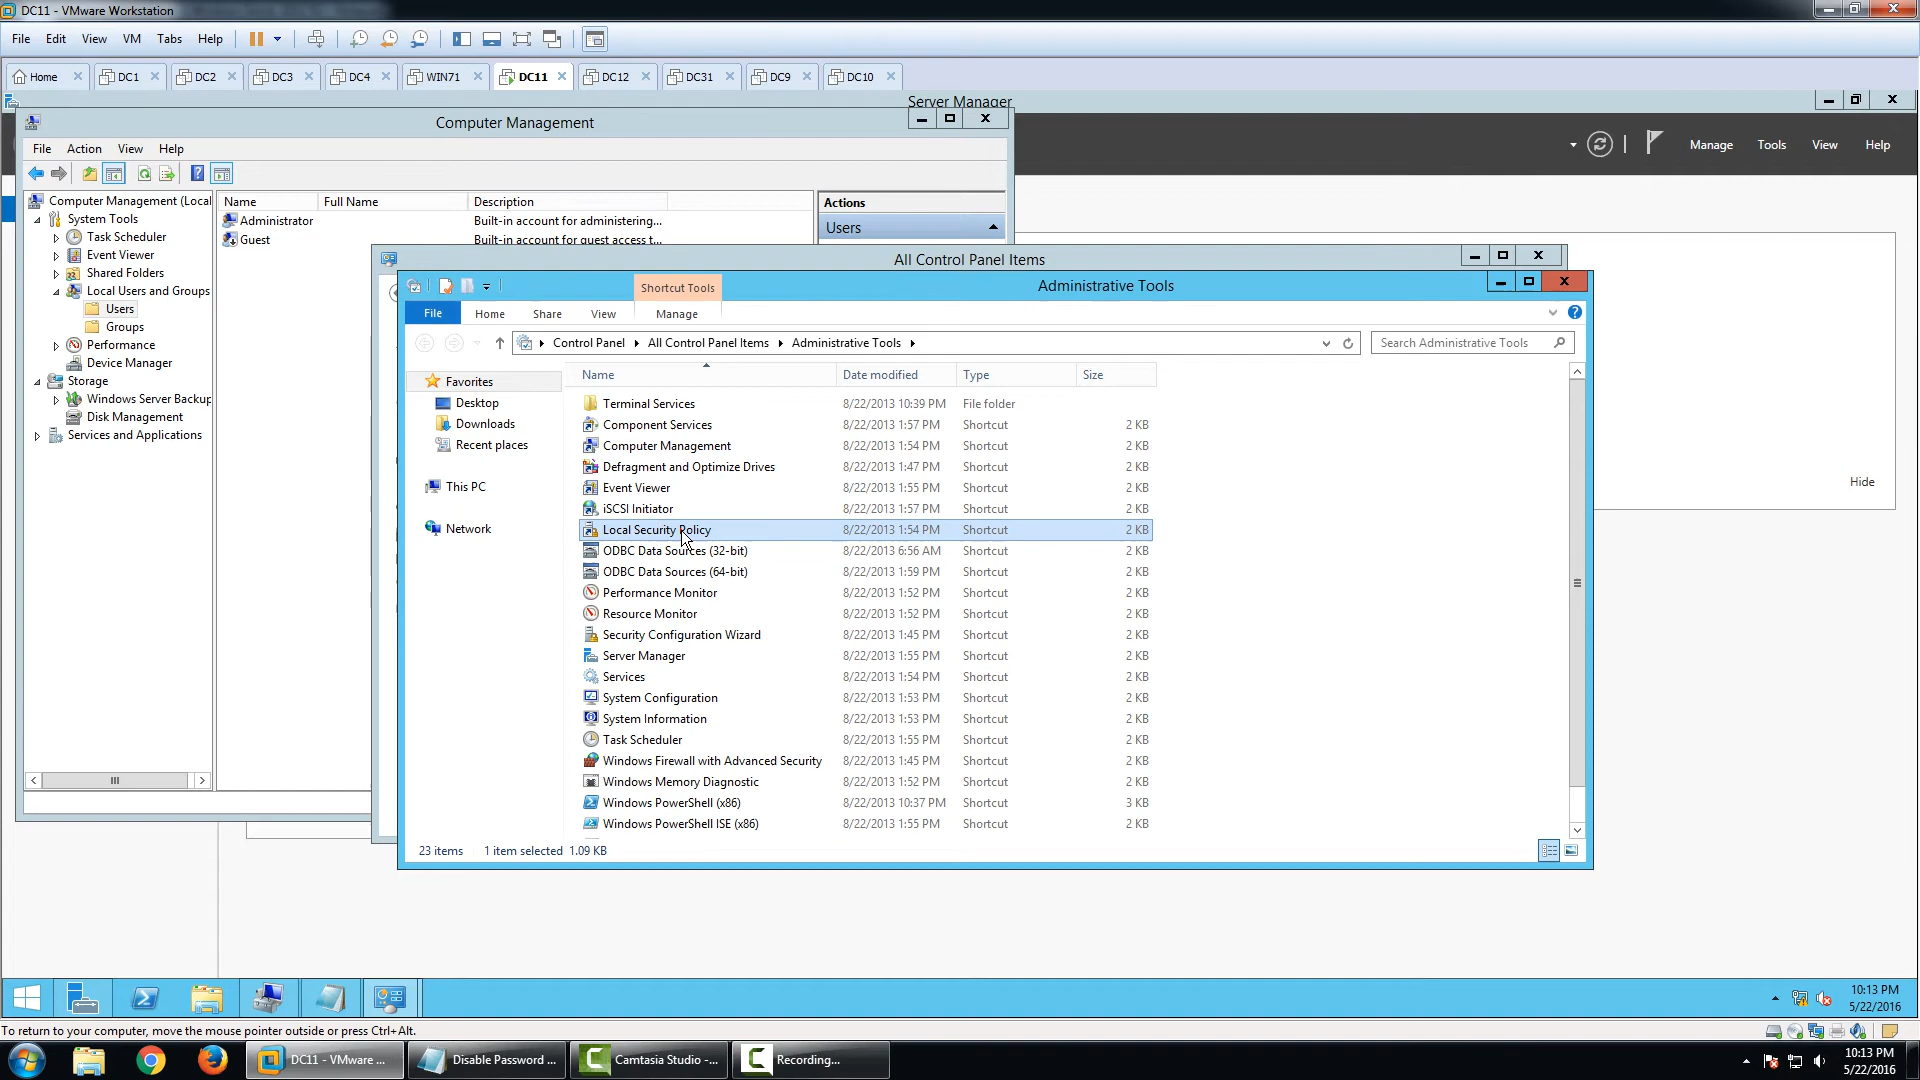 DC11 - VMware Workstation
File Edit View VM Tabs Help
Home DC1 DC2 DC3 DC4 WIN71 DC11 DC12 DC31 DC9 DC10
Server Manager
Manage Tools View Help
Hide
Computer Management
File Action View Help
Computer Management (Local
System Tools
Task Scheduler
Event Viewer
Shared Folders
Local Users and Groups
Users
Groups
Performance
Device Manager
Storage
Windows Server Backup
Disk Management
Services and Applications
Name Full Name Description
Administrator Built-in account for administering...
Guest Built-in account for guest access t...
Actions
Users
All Control Panel Items
Shortcut Tools
Administrative Tools
File Home Share View Manage
Control Panel All Control Panel Items Administrative Tools
Search Administrative Tools
Favorites
Desktop
Downloads
Recent places
This PC
Network
Name Date modified Type Size
Terminal Services 8/22/2013 10:39 PM File folder
Component Services 8/22/2013 1:57 PM Shortcut 2 KB
Computer Management 8/22/2013 1:54 PM Shortcut 2 KB
Defragment and Optimize Drives 8/22/2013 1:47 PM Shortcut 2 KB
Event Viewer 8/22/2013 1:55 PM Shortcut 2 KB
iSCSI Initiator 8/22/2013 1:57 PM Shortcut 2 KB
Local Security Policy 8/22/2013 1:54 PM Shortcut 2 KB
ODBC Data Sources (32-bit) 8/22/2013 6:56 AM Shortcut 2 KB
ODBC Data Sources (64-bit) 8/22/2013 1:59 PM Shortcut 2 KB
Performance Monitor 8/22/2013 1:52 PM Shortcut 2 KB
Resource Monitor 8/22/2013 1:52 PM Shortcut 2 KB
Security Configuration Wizard 8/22/2013 1:45 PM Shortcut 2 KB
Server Manager 8/22/2013 1:55 PM Shortcut 2 KB
Services 8/22/2013 1:54 PM Shortcut 2 KB
System Configuration 8/22/2013 1:53 PM Shortcut 2 KB
System Information 8/22/2013 1:53 PM Shortcut 2 KB
Task Scheduler 8/22/2013 1:55 PM Shortcut 2 KB
Windows Firewall with Advanced Security 8/22/2013 1:45 PM Shortcut 2 KB
Windows Memory Diagnostic 8/22/2013 1:52 PM Shortcut 2 KB
Windows PowerShell (x86) 8/22/2013 10:37 PM Shortcut 3 KB
Windows PowerShell ISE (x86) 8/22/2013 1:55 PM Shortcut 2 KB
23 items 1 item selected 1.09 KB
10:13 PM
5/22/2016
To return to your computer, move the mouse pointer outside or press Ctrl+Alt.
DC11 - VMware ... Disable Password ... Camtasia Studio -... Recording...
10:13 PM
5/22/2016